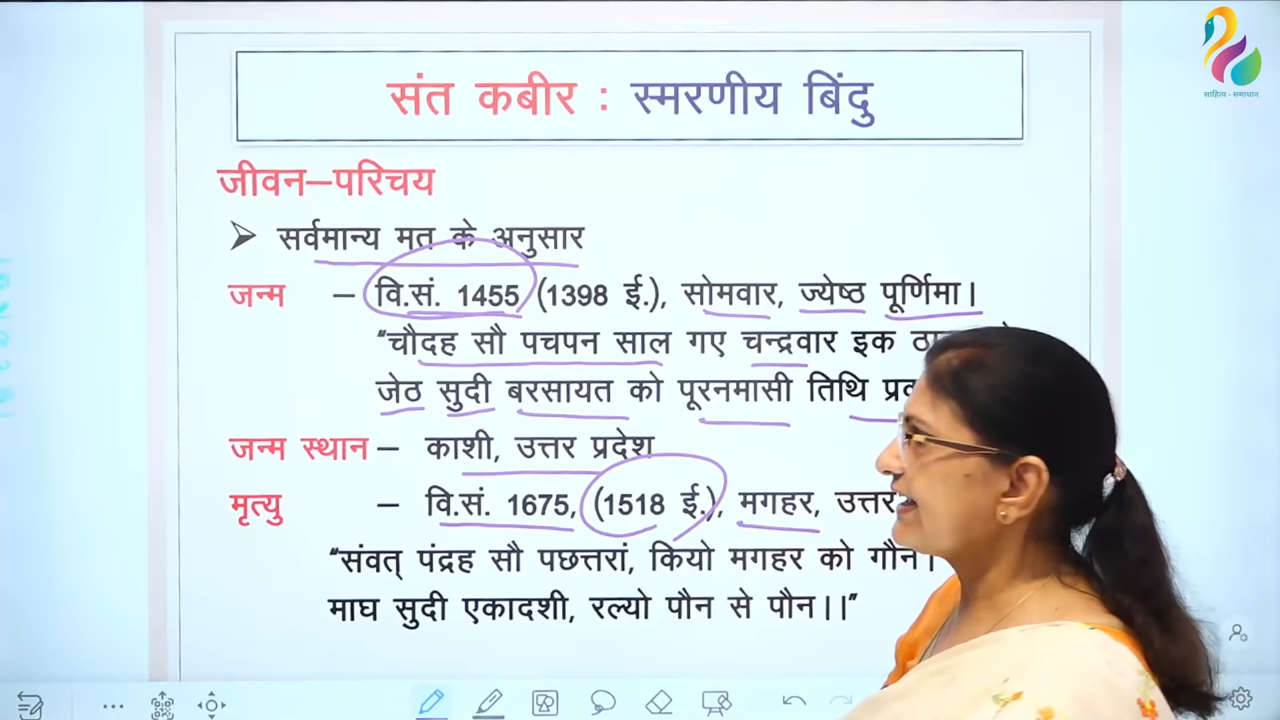 साहित्य - समाधान
संत कबीर : स्मरणीय बिंदु
जीवन–परिचय
➢ सर्वमान्य मत के अनुसार
जन्म – वि.सं. 1455 (1398 ई.), सोमवार, ज्येष्ठ पूर्णिमा।
“चौदह सौ पचपन साल गए चन्द्रवार इक
जेठ सुदी बरसायत को पूरनमासी तिथि
जन्म स्थान – काशी, उत्तर प्रदेश
मृत्यु – वि.सं. 1675, (1518 ई.), मगहर, उत्तर
“संवत् पंद्रह सौ पछत्तरां, कियो मगहर को गौन।
माघ सुदी एकादशी, रल्यो पौन से पौन।।”